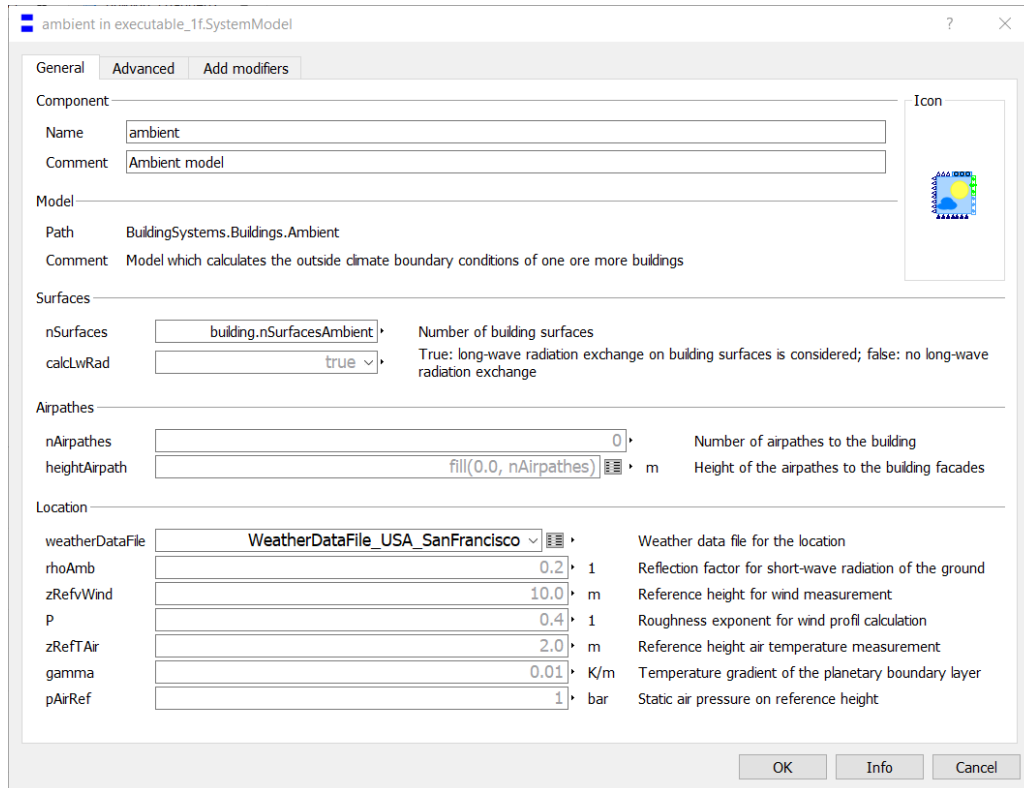 ambient in executable_1f.SystemModel
General
Advanced
Add modifiers
Component
Icon
Name
ambient
Comment
Ambient model
Model
Path
BuildingSystems.Buildings.Ambient
Comment
Model which calculates the outside climate boundary conditions of one ore more buildings
Surfaces
nSurfaces
building.nSurfacesAmbient
Number of building surfaces
calcLwRad
true
True: long-wave radiation exchange on building surfaces is considered; false: no long-wave
radiation exchange
Airpathes
nAirpathes
0
Number of airpathes to the building
heightAirpath
fill(0.0, nAirpathes)
m
Height of the airpathes to the building facades
Location
weatherDataFile
WeatherDataFile_USA_SanFrancisco
Weather data file for the location
rhoAmb
0.2
1
Reflection factor for short-wave radiation of the ground
zRefvWind
10.0
m
Reference height for wind measurement
P
0.4
1
Roughness exponent for wind profil calculation
zRefTAir
2.0
m
Reference height air temperature measurement
gamma
0.01
K/m
Temperature gradient of the planetary boundary layer
pAirRef
1
bar
Static air pressure on reference height
OK
Info
Cancel